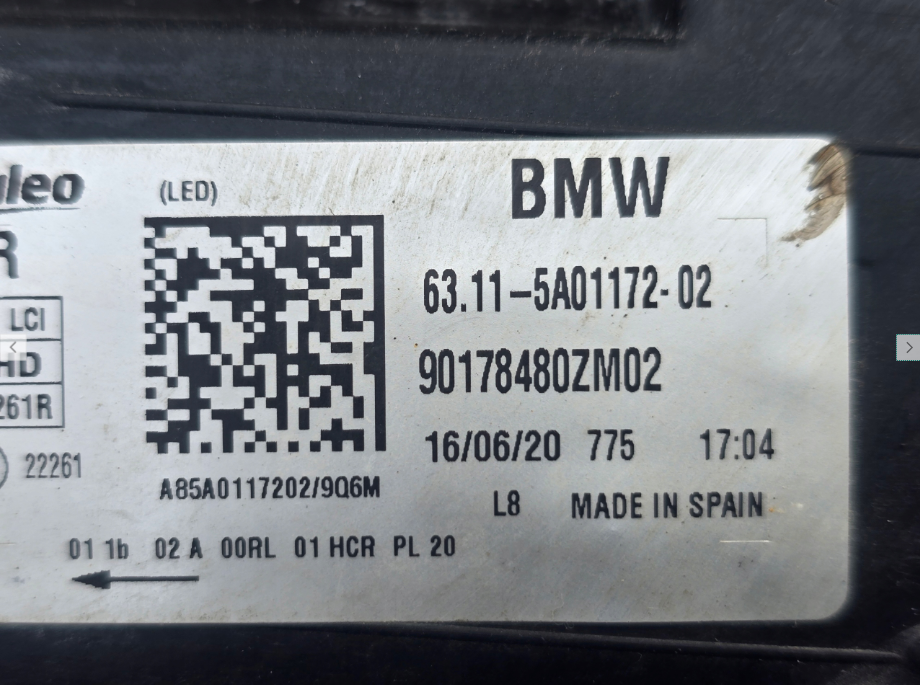 (LED)
BMW
R
63.11-5A01172-02
LCI
HD
90178480ZM02
261R
16/06/20 775 17:04
22261
A85A0117202/9Q6M
L8 MADE IN SPAIN
01 1b 02 A 00RL 01 HCR PL 20